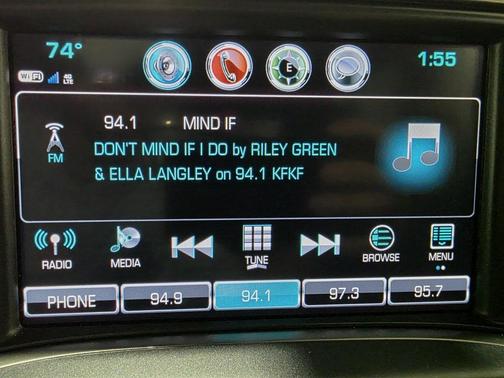 74°
1:55
WiFi 4G LTE
E
94.1 MIND IF
DON'T MIND IF I DO by RILEY GREEN
& ELLA LANGLEY on 94.1 KFKF
FM
RADIO MEDIA TUNE BROWSE MENU
PHONE 94.9 94.1 97.3 95.7